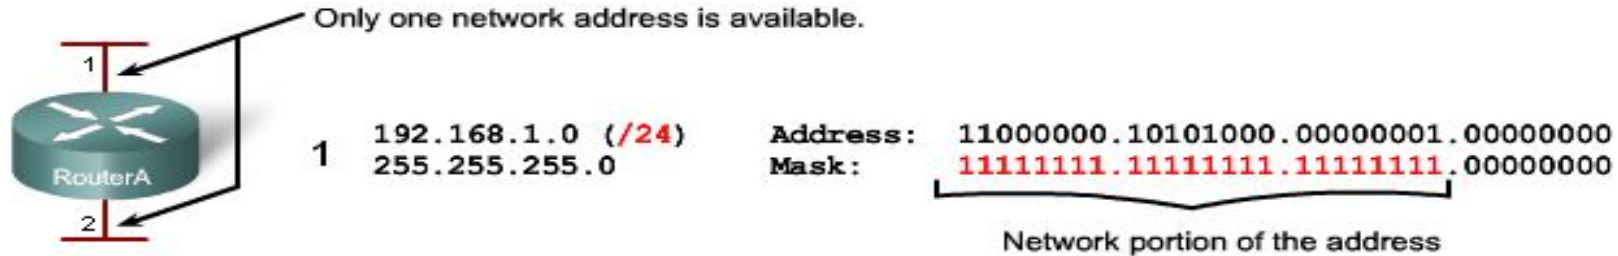 Only one network address is available.
1
RouterA
2
1 192.168.1.0 (/24) Address: 11000000.10101000.00000001.00000000
255.255.255.0 Mask: 11111111.11111111.11111111.00000000
Network portion of the address